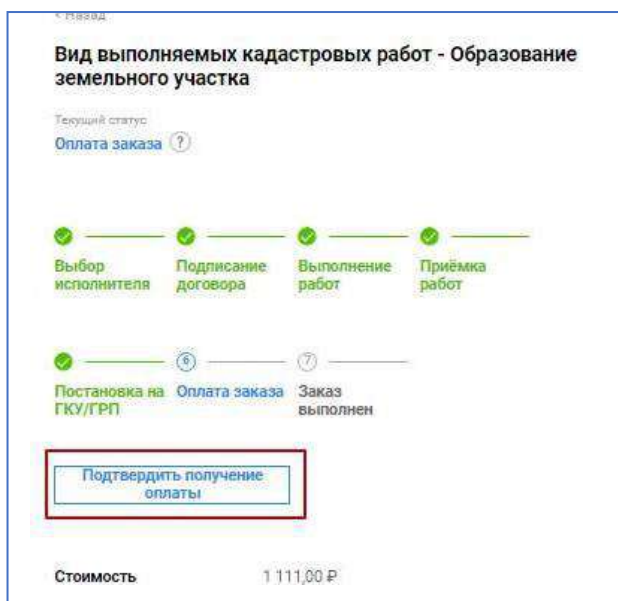 < Назад
Вид выполняемых кадастровых работ - Образование
земельного участка
Текущий статус
Оплата заказа ?
Выбор исполнителя
Подписание договора
Выполнение работ
Приёмка работ
Постановка на ГКУ/ГРП
6 Оплата заказа
7 Заказ выполнен
Подтвердить получение
оплаты
Стоимость 1 111,00 ₽